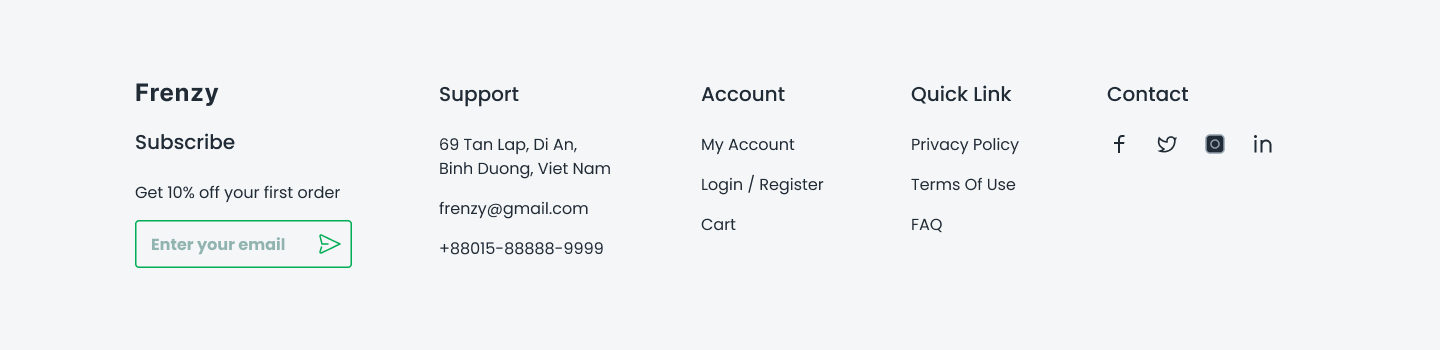 Frenzy
Subscribe
Get 10% off your first order
Enter your email
Support
69 Tan Lap, Di An,
Binh Duong, Viet Nam
frenzy@gmail.com
+88015-88888-9999
Account
My Account
Login / Register
Cart
Quick Link
Privacy Policy
Terms Of Use
FAQ
Contact